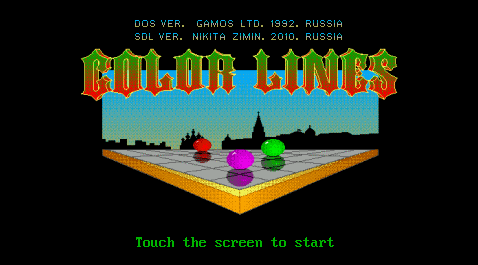 DOS VER. GAMOS LTD. 1992. RUSSIA
SDL VER. NIKITA ZIMIN. 2010. RUSSIA
COLOR LINES
Touch the screen to start